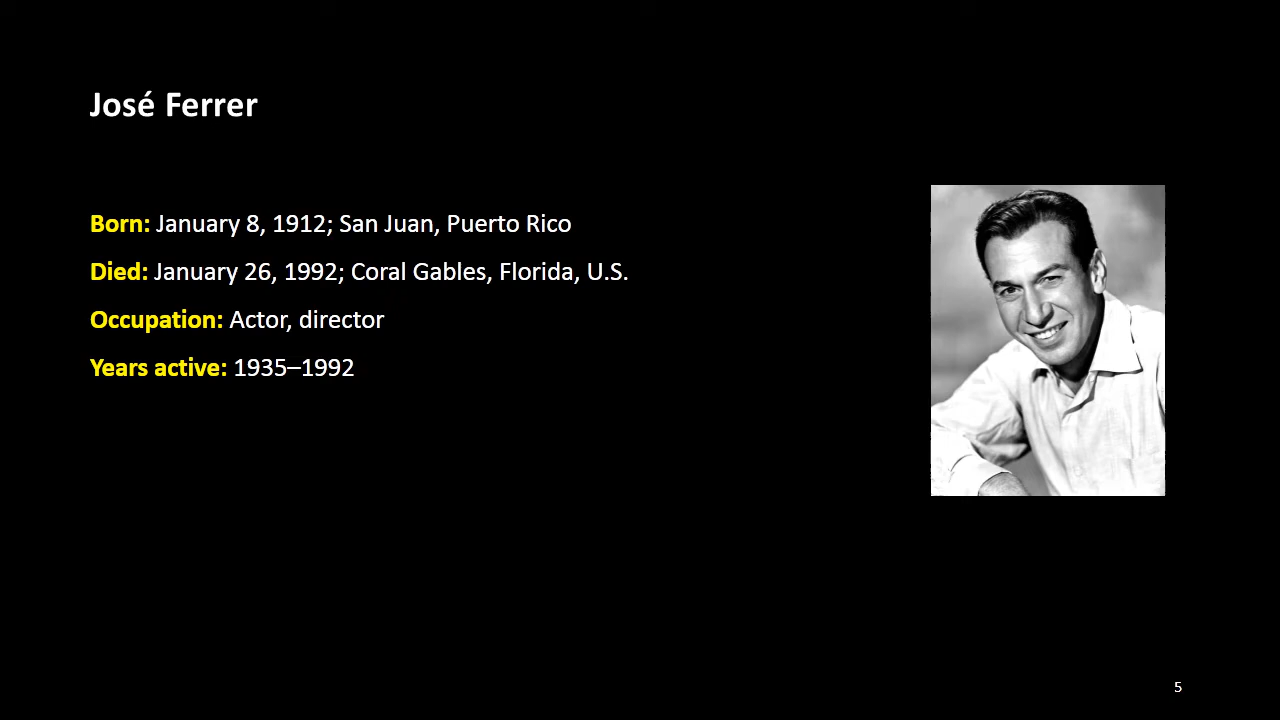 José Ferrer
Born: January 8, 1912; San Juan, Puerto Rico
Died: January 26, 1992; Coral Gables, Florida, U.S.
Occupation: Actor, director
Years active: 1935–1992
5